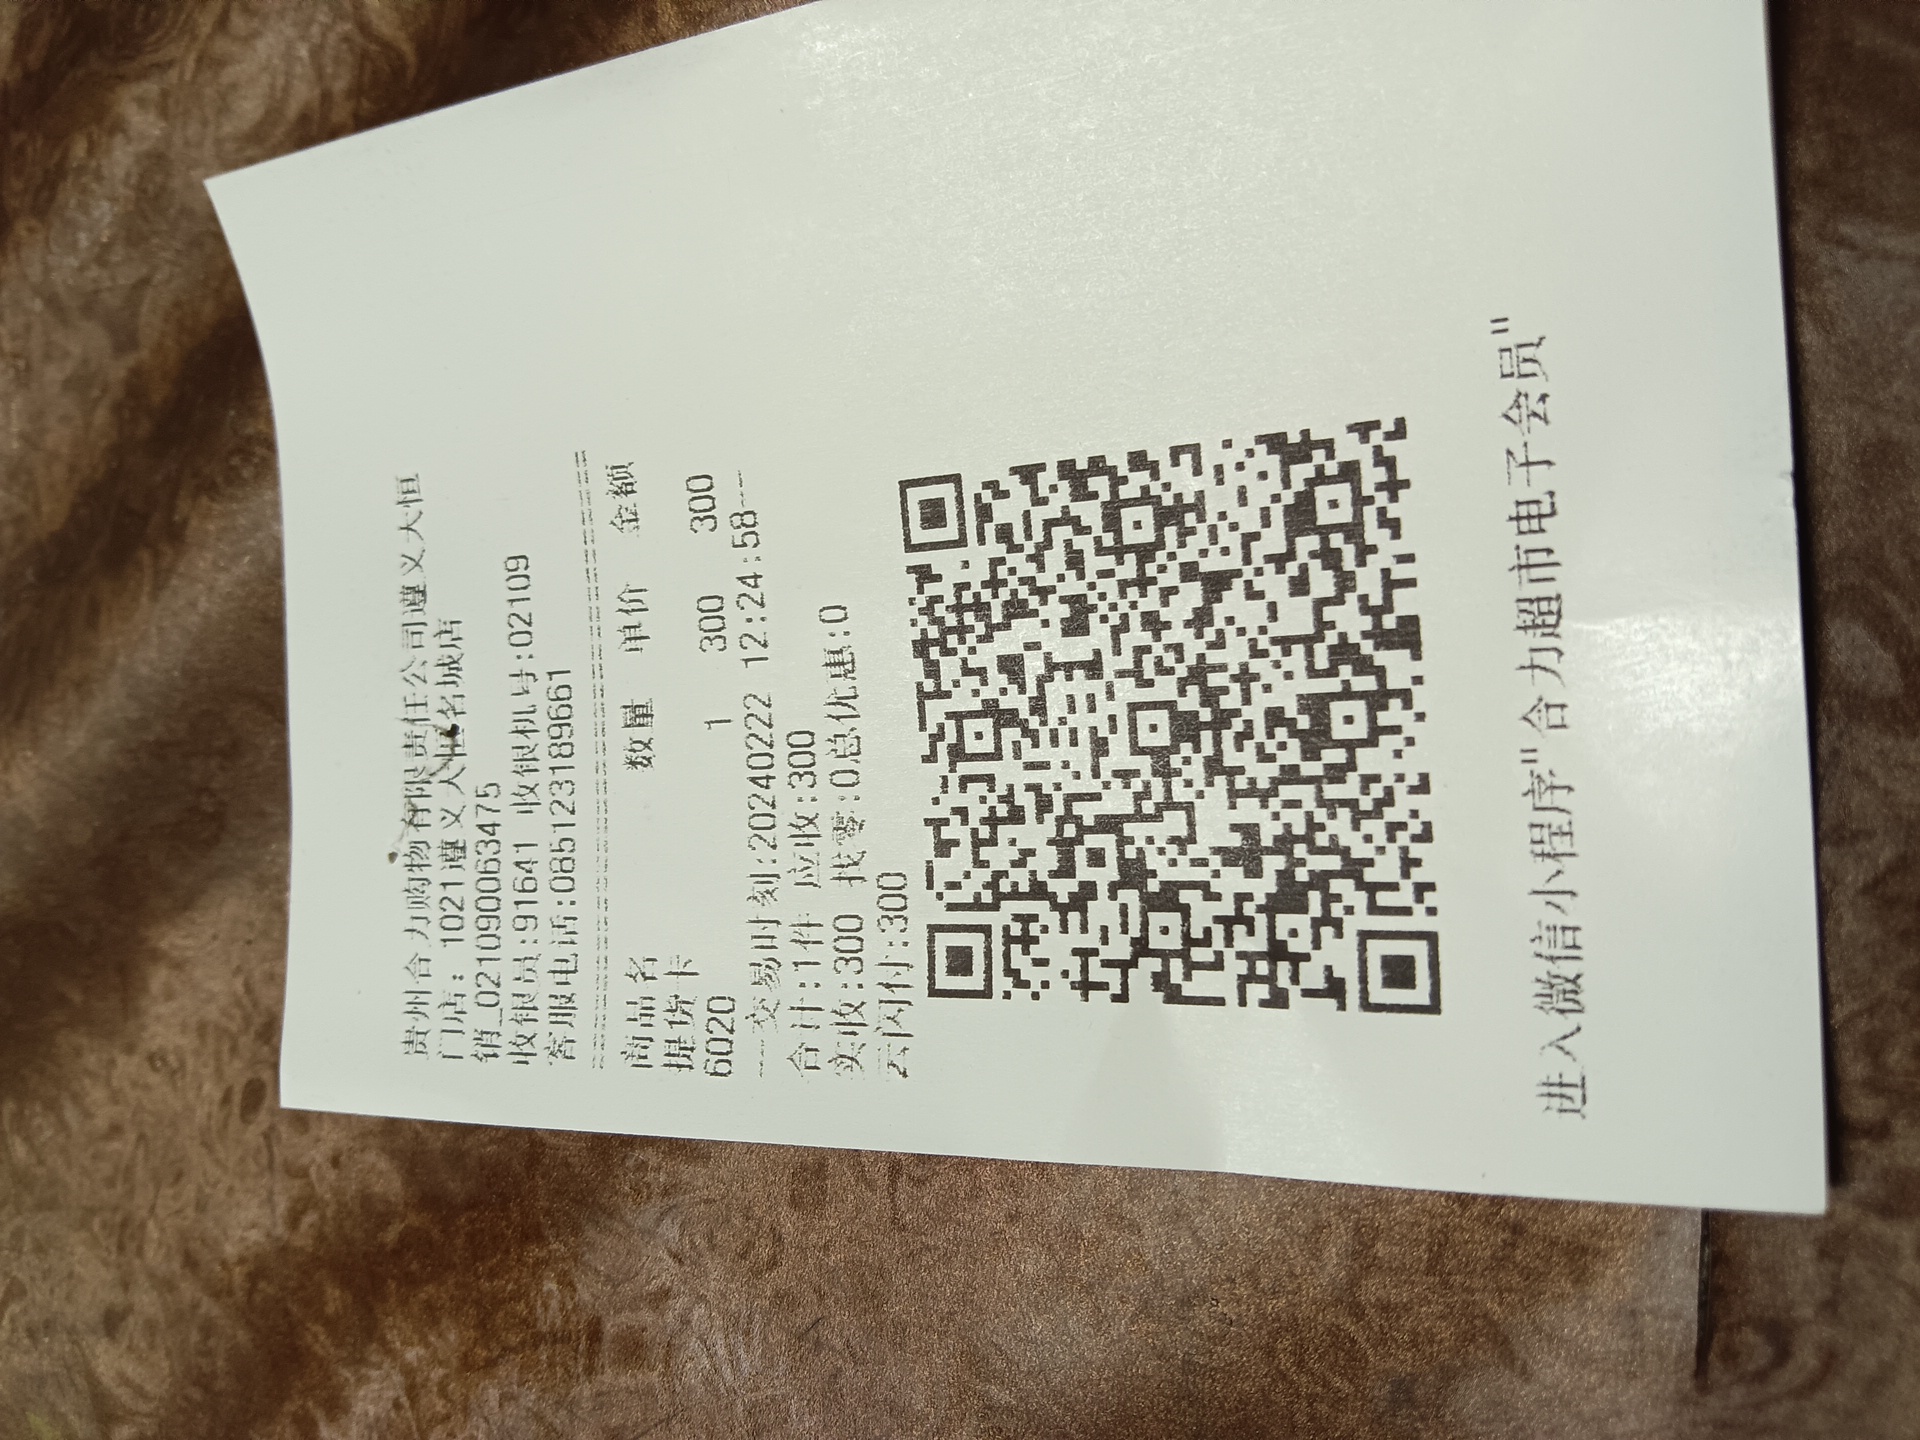 贵州合力购物有限责任公司遵义大恒
门店：1021遵义大恒名城店
销_021090063475
收银员:91641 收银机号:02109
客服电话:085123189661
商品名 数量 单价 金额
提货卡
6020 1 300 300
---交易时刻:20240222 12:24:58---
合计:1件 应收:300
实收:300 找零:0总优惠:0
云闪付:300
进入微信小程序"合力超市电子会员"